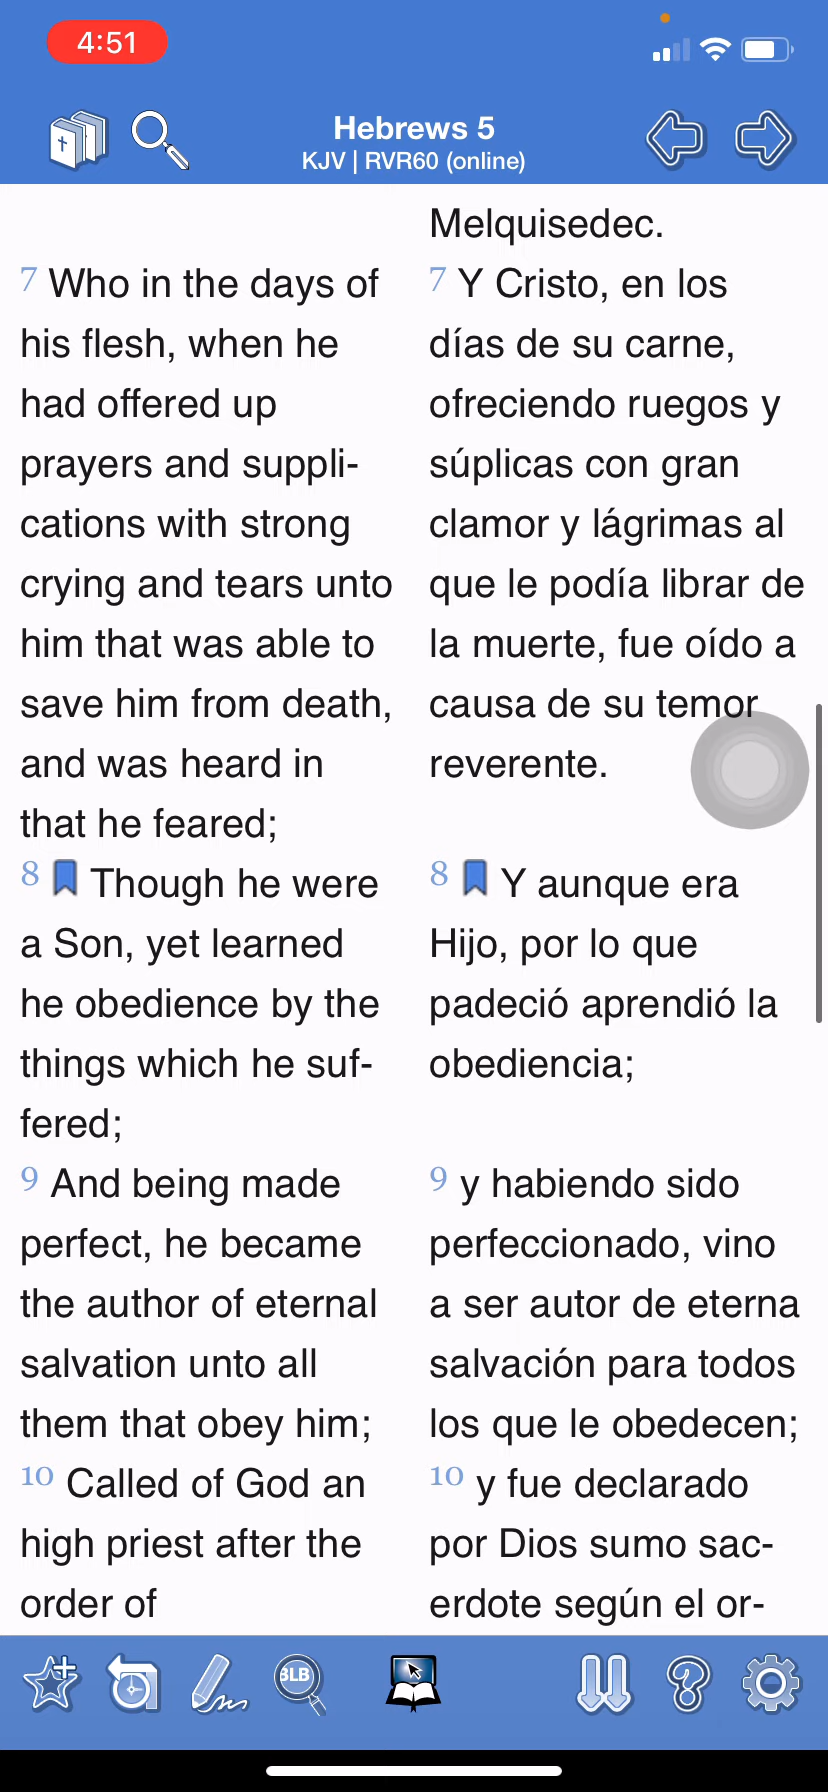 4:51
Hebrews 5
KJV | RVR60 (online)
7 Who in the days of
his flesh, when he
had offered up
prayers and suppli-
cations with strong
crying and tears unto
him that was able to
save him from death,
and was heard in
that he feared;
8 Though he were
a Son, yet learned
he obedience by the
things which he suf-
fered;
9 And being made
perfect, he became
the author of eternal
salvation unto all
them that obey him;
10 Called of God an
high priest after the
order of
Melquisedec.
7 Y Cristo, en los
días de su carne,
ofreciendo ruegos y
súplicas con gran
clamor y lágrimas al
que le podía librar de
la muerte, fue oído a
causa de su temor
reverente.
8 Y aunque era
Hijo, por lo que
padeció aprendió la
obediencia;
9 y habiendo sido
perfeccionado, vino
a ser autor de eterna
salvación para todos
los que le obedecen;
10 y fue declarado
por Dios sumo sac-
erdote según el or-
BLB